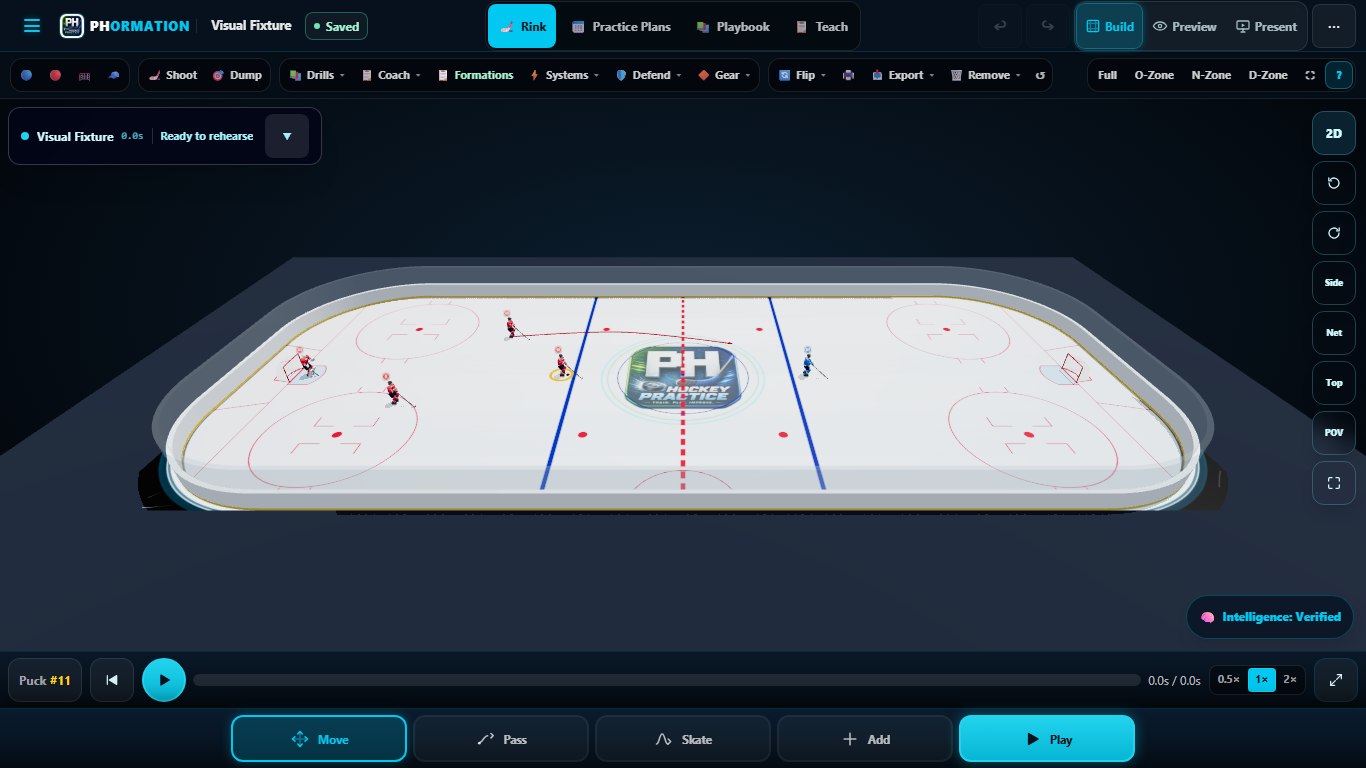 PH
PHORMATION
Visual Fixture
Saved
Rink
Practice Plans
Playbook
Teach
Build
Preview
Present
Shoot
Dump
Drills
Coach
Formations
Systems
Defend
Gear
Flip
Export
Remove
Full
O-Zone
N-Zone
D-Zone
?
Visual Fixture 0.0s Ready to rehearse
2D
Side
Net
Top
POV
PH
HOCKEY
PRACTICE
Intelligence: Verified
Puck #11
0.0s / 0.0s
0.5×
1×
2×
Move
Pass
Skate
Add
Play